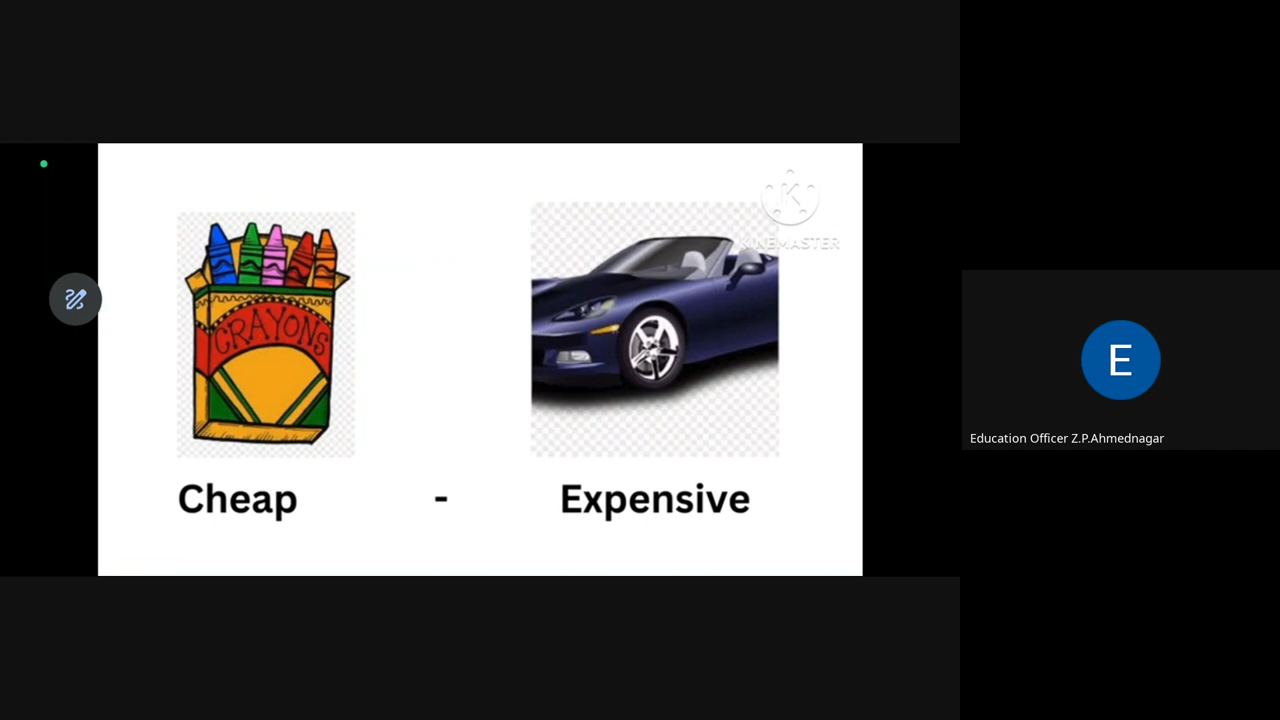 KINEMASTER
CRAYONS
Cheap - Expensive
E
Education Officer Z.P.Ahmednagar